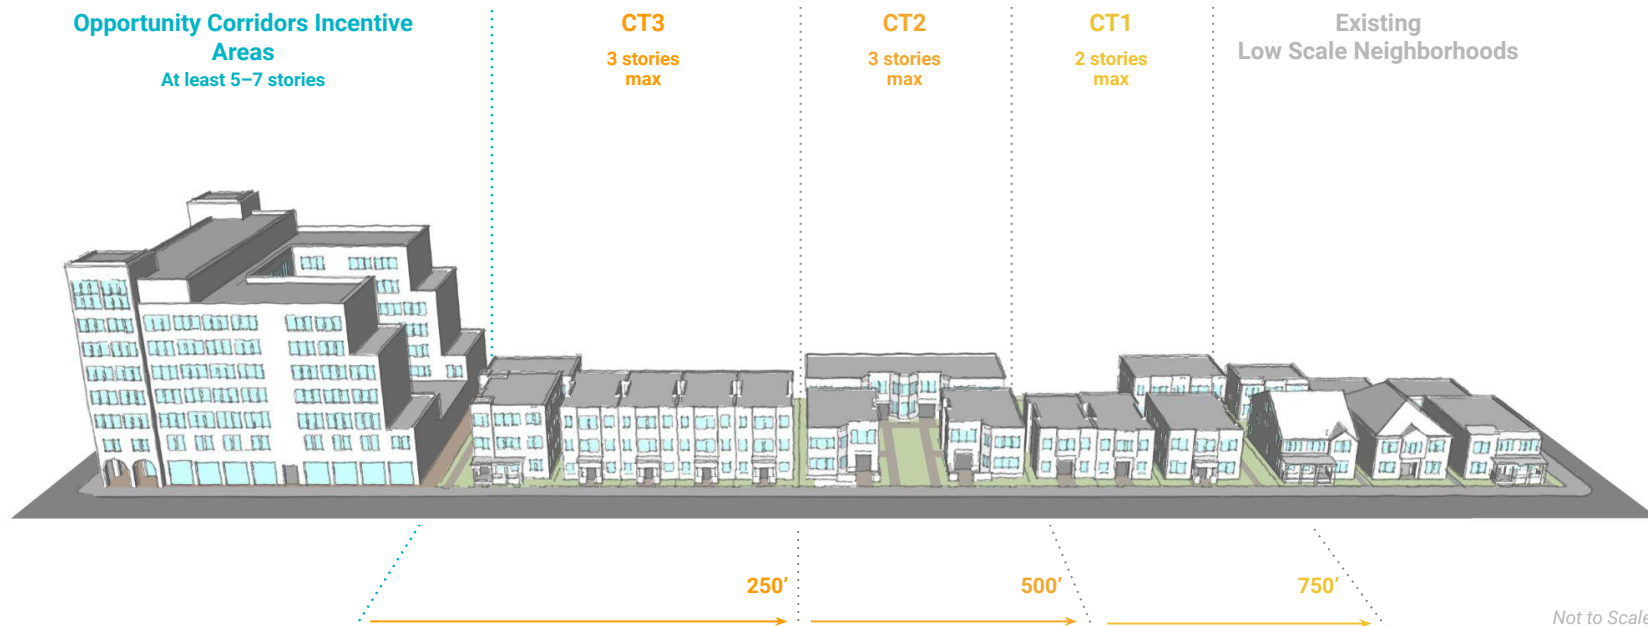 Opportunity Corridors Incentive
Areas
At least 5–7 stories
CT3
3 stories
max
CT2
3 stories
max
CT1
2 stories
max
Existing
Low Scale Neighborhoods
250’
500’
750’
Not to Scale